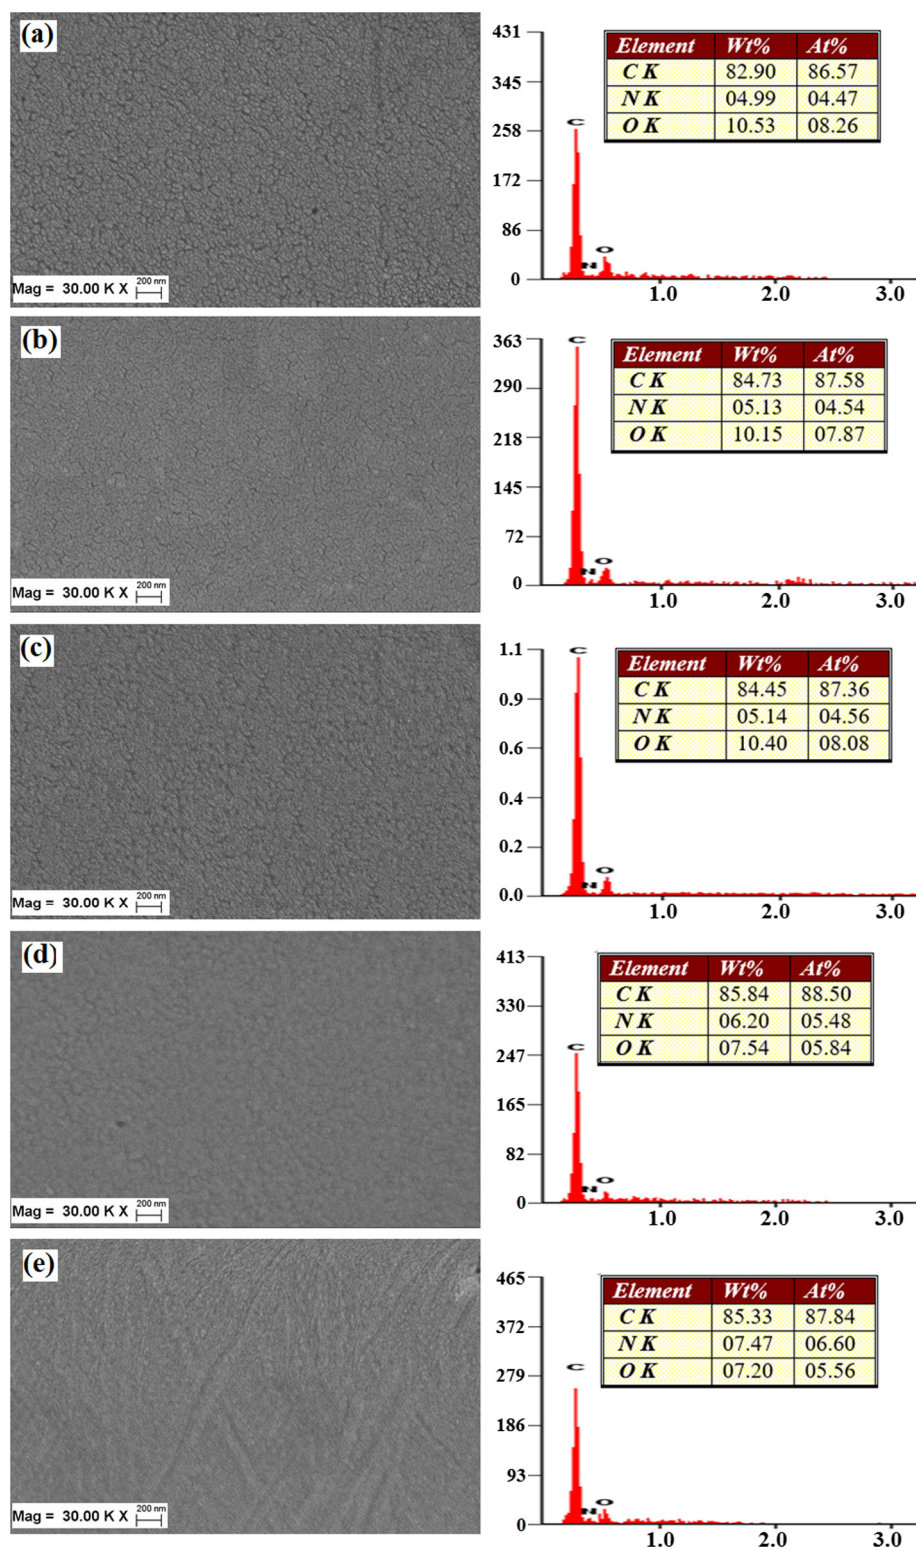 (a)
Mag = 30.00 K X 200 nm
431
345
258
172
86
0
C
N
O
1.0 2.0 3.0
Element Wt% At%
C K 82.90 86.57
N K 04.99 04.47
O K 10.53 08.26
(b)
Mag = 30.00 K X 200 nm
363
290
218
145
72
0
C
N
O
1.0 2.0 3.0
Element Wt% At%
C K 84.73 87.58
N K 05.13 04.54
O K 10.15 07.87
(c)
Mag = 30.00 K X 200 nm
1.1
0.9
0.6
0.4
0.2
0.0
C
N
O
1.0 2.0 3.0
Element Wt% At%
C K 84.45 87.36
N K 05.14 04.56
O K 10.40 08.08
(d)
Mag = 30.00 K X 200 nm
413
330
247
165
82
0
C
N
O
1.0 2.0 3.0
Element Wt% At%
C K 85.84 88.50
N K 06.20 05.48
O K 07.54 05.84
(e)
Mag = 30.00 K X 200 nm
465
372
279
186
93
0
C
N
O
1.0 2.0 3.0
Element Wt% At%
C K 85.33 87.84
N K 07.47 06.60
O K 07.20 05.56